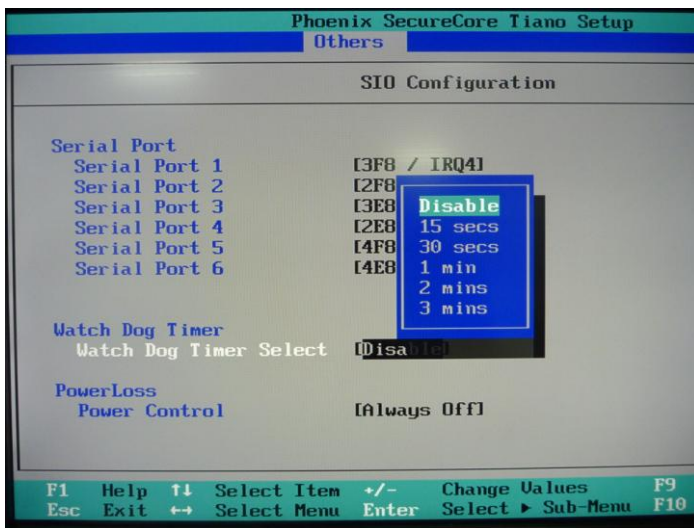 Phoenix SecureCore Tiano Setup
Others
SIO Configuration
Serial Port
Serial Port 1 [3F8 / IRQ4]
Serial Port 2 [2F8
Serial Port 3 [3E8
Serial Port 4 [2E8
Serial Port 5 [4F8
Serial Port 6 [4E8
Disable
15 secs
30 secs
1 min
2 mins
3 mins
Watch Dog Timer
Watch Dog Timer Select [Disable]
PowerLoss
Power Control [Always Off]
F1 Help ↑↓ Select Item +/- Change Values F9
Esc Exit ↔ Select Menu Enter Select ▶ Sub-Menu F10